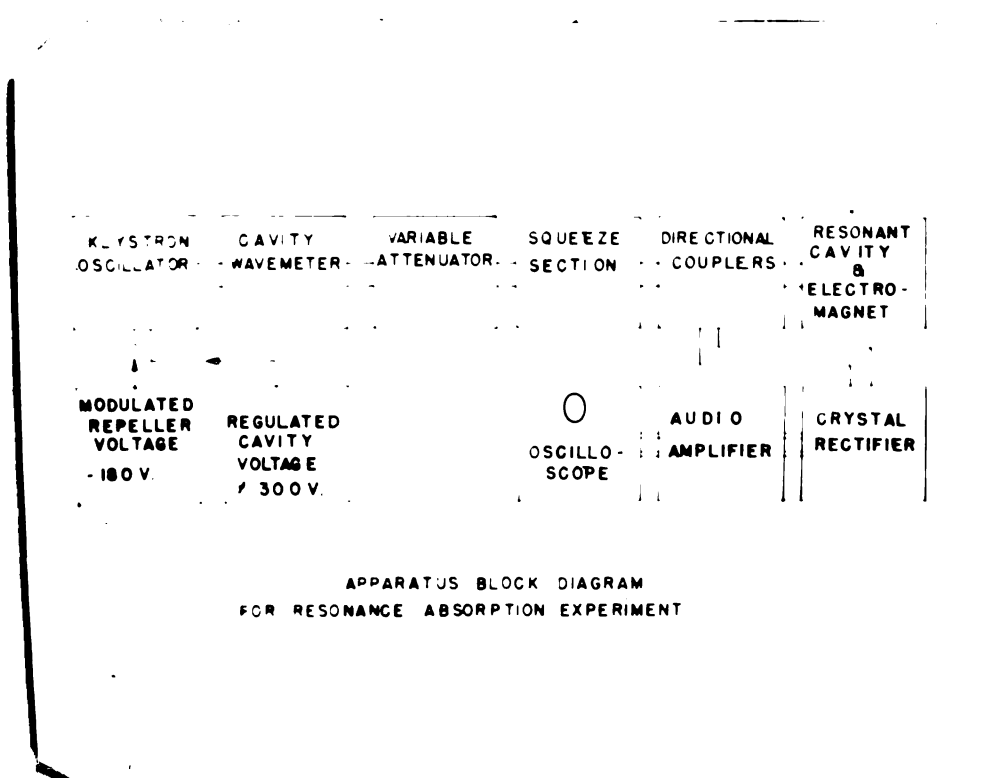 KLYSTRON
OSCILLATOR
CAVITY
WAVEMETER
VARIABLE
ATTENUATOR
SQUEEZE
SECTION
DIRECTIONAL
COUPLERS
RESONANT
CAVITY
&
ELECTRO-
MAGNET
MODULATED
REPELLER
VOLTAGE
- 180 V.
REGULATED
CAVITY
VOLTAGE
300 V.
OSCILLO-
SCOPE
AUDIO
AMPLIFIER
CRYSTAL
RECTIFIER
APPARATUS BLOCK DIAGRAM
FOR RESONANCE ABSORPTION EXPERIMENT